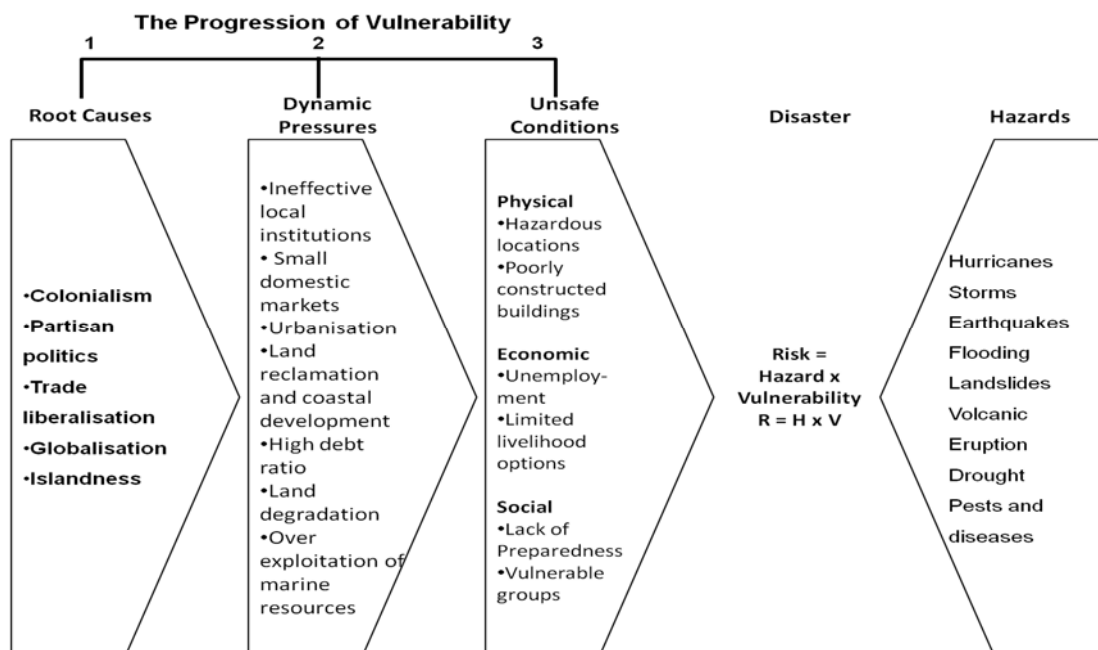 The Progression of Vulnerability
1
2
3
Root Causes
•Colonialism
•Partisan
politics
•Trade
liberalisation
•Globalisation
•Islandness
Dynamic
Pressures
•Ineffective
local
institutions
• Small
domestic
markets
•Urbanisation
•Land
reclamation
and coastal
development
•High debt
ratio
•Land
degradation
•Over
exploitation of
marine
resources
Unsafe
Conditions
Physical
•Hazardous
locations
•Poorly
constructed
buildings
Economic
•Unemploy-
ment
•Limited
livelihood
options
Social
•Lack of
Preparedness
•Vulnerable
groups
Disaster
Risk =
Hazard x
Vulnerability
R = H x V
Hazards
Hurricanes
Storms
Earthquakes
Flooding
Landslides
Volcanic
Eruption
Drought
Pests and
diseases